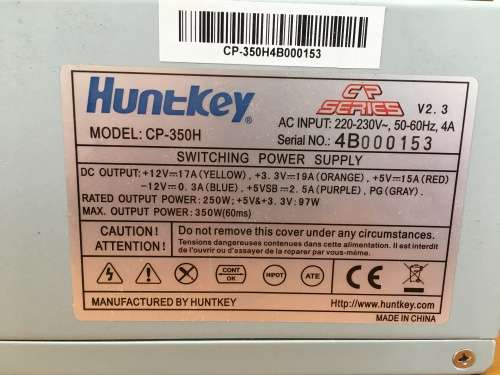 CP-350H4B000153
Huntkey®
CP SERIES V2.3
MODEL: CP-350H
AC INPUT: 220-230V~, 50-60Hz, 4A
Serial NO.: 4B000153
SWITCHING POWER SUPPLY
DC OUTPUT: +12V=17A(YELLOW), +3.3V=19A(ORANGE), +5V=15A(RED)
-12V=0.3A(BLUE), +5VSB=2.5A(PURPLE), PG(GRAY).
RATED OUTPUT POWER: 250W; +5V&+3.3V: 97W
MAX. OUTPUT POWER: 350W(60ms)
CAUTION!
ATTENTION!
Do not remove this cover under any circumstances.
Tensions dangereuses contenues dans cette alimentation. Il est interdit
de l'ouvrir ou d'essayer de la reparer par vous-même.
CONT OK
HIPOT
ATE
CE
MANUFACTURED BY HUNTKEY
Http://www.huntkey.com
MADE IN CHINA